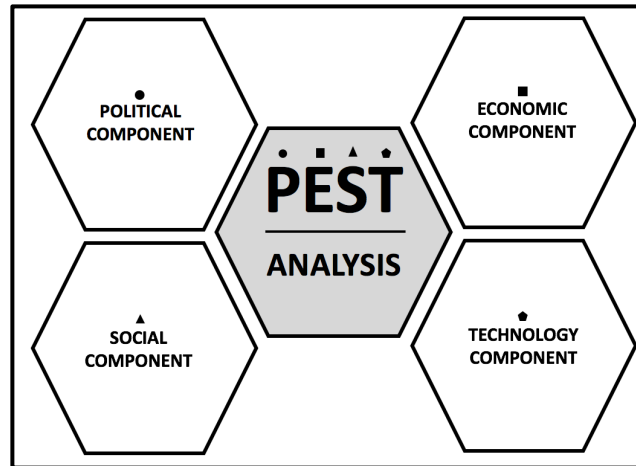 POLITICAL
COMPONENT
ECONOMIC
COMPONENT
PEST
ANALYSIS
SOCIAL
COMPONENT
TECHNOLOGY
COMPONENT